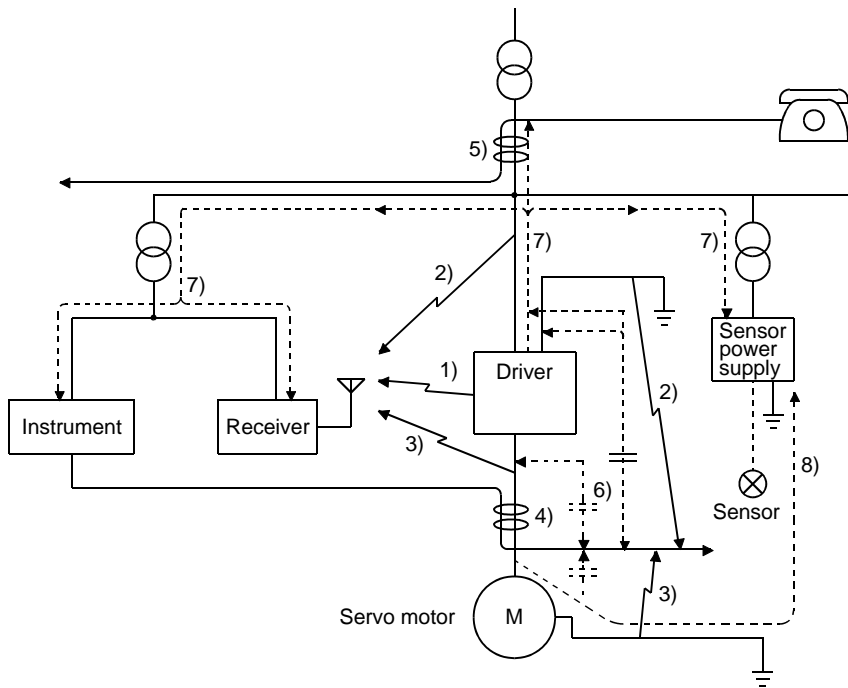 5)
7)
7)
2)
7)
Sensor
power
supply
1)
Driver
2)
Instrument
Receiver
3)
8)
6)
4)
Sensor
3)
Servo motor
M